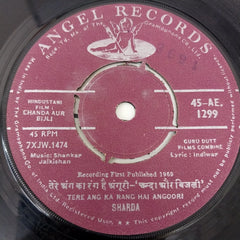 ANGEL RECORDS
HINDUSTANI
FILM:
CHANDA AUR
BIJLI
45-AE.
1299
45 RPM
7XJW.1474
GURU DUTT
FILMS COMBINE
Music: Shankar
Jaikishan
Lyric: Indiwar
Recording First Published 1969
तेरे अंग का रंग है अंगूरी-'चन्दा और बिजली'
TERE ANG KA RANG HAI ANGOORI
SHARDA